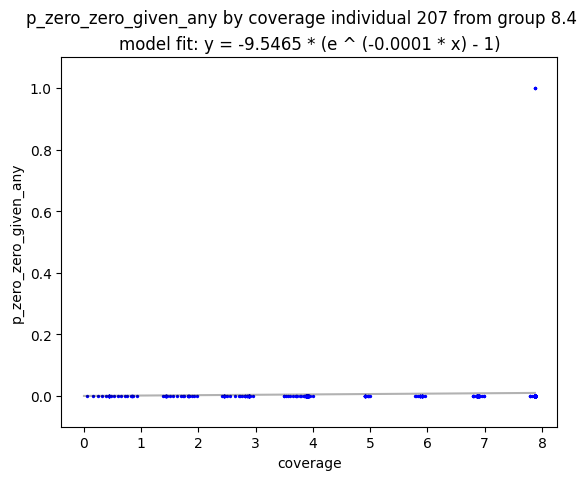 p_zero_zero_given_any by coverage individual 207 from group 8.4
model fit: y = -9.5465 * (e ^ (-0.0001 * x) - 1)
1.0
0.8
0.6
0.4
0.2
0.0
p_zero_zero_given_any
0 1 2 3 4 5 6 7 8
coverage